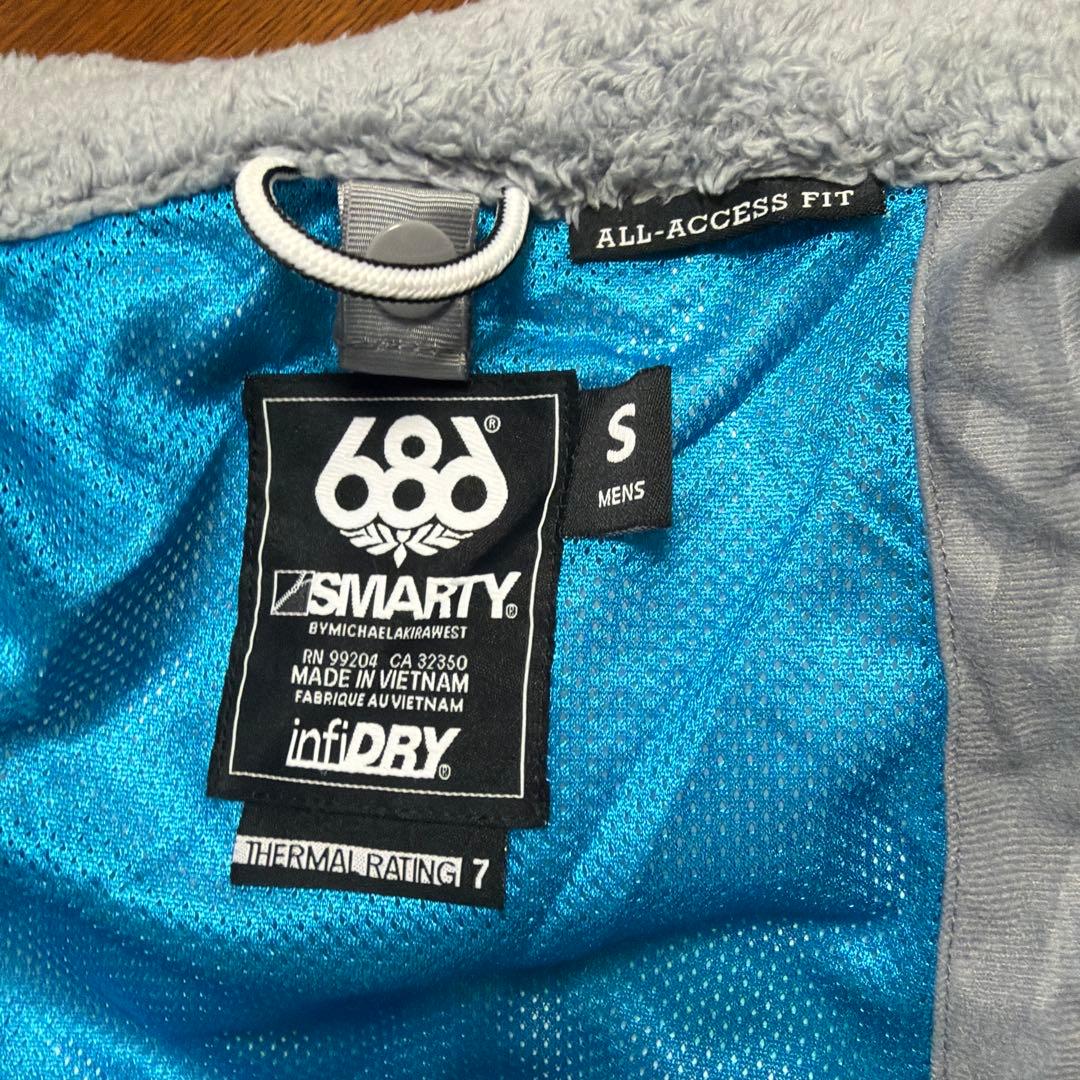 ALL-ACCESS FIT
686®
S
MENS
SMARTY®
BYMICHAELAKIRAWEST
RN 99204 CA 32350
MADE IN VIETNAM
FABRIQUE AU VIETNAM
infiDRY®
THERMAL RATING 7